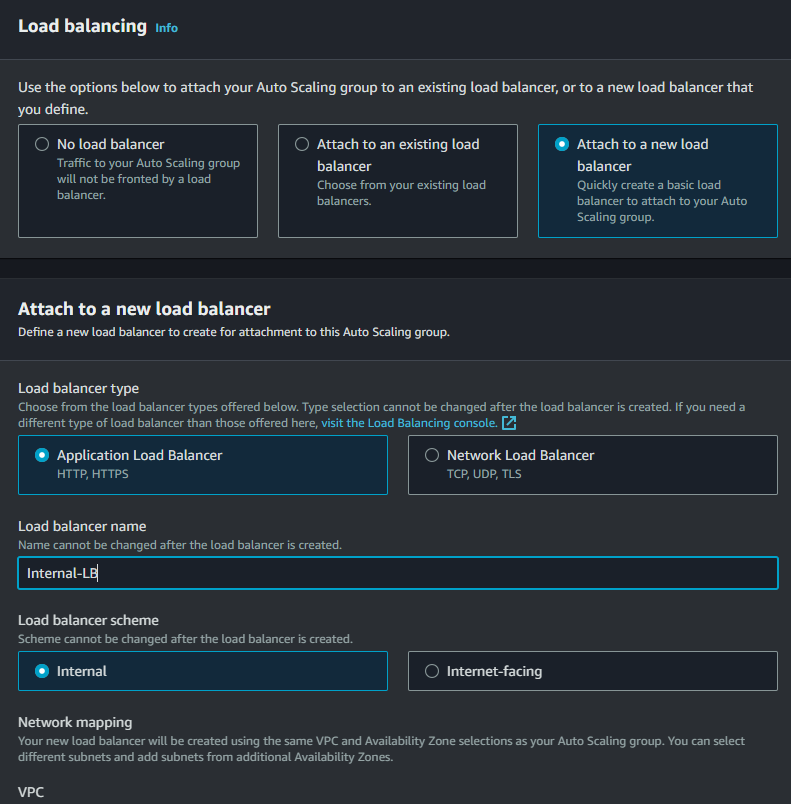 Load balancing Info
Use the options below to attach your Auto Scaling group to an existing load balancer, or to a new load balancer that
you define.
No load balancer
Traffic to your Auto Scaling group
will not be fronted by a load
balancer.
Attach to an existing load
balancer
Choose from your existing load
balancers.
Attach to a new load
balancer
Quickly create a basic load
balancer to attach to your Auto
Scaling group.
Attach to a new load balancer
Define a new load balancer to create for attachment to this Auto Scaling group.
Load balancer type
Choose from the load balancer types offered below. Type selection cannot be changed after the load balancer is created. If you need a
different type of load balancer than those offered here, visit the Load Balancing console.
Application Load Balancer
HTTP, HTTPS
Network Load Balancer
TCP, UDP, TLS
Load balancer name
Name cannot be changed after the load balancer is created.
Internal-LB
Load balancer scheme
Scheme cannot be changed after the load balancer is created.
Internal
Internet-facing
Network mapping
Your new load balancer will be created using the same VPC and Availability Zone selections as your Auto Scaling group. You can select
different subnets and add subnets from additional Availability Zones.
VPC